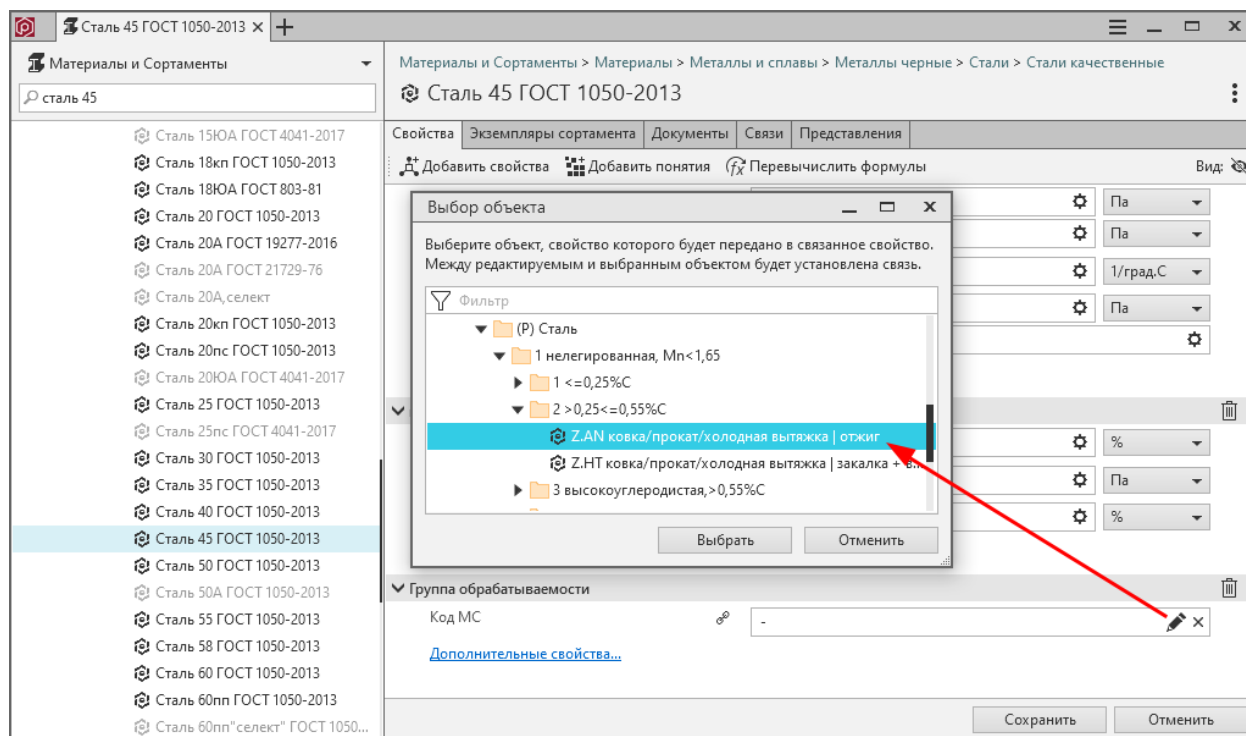 Сталь 45 ГОСТ 1050-2013
Материалы и Сортаменты
сталь 45
Сталь 15ЮА ГОСТ 4041-2017
Сталь 18кп ГОСТ 1050-2013
Сталь 18ЮА ГОСТ 803-81
Сталь 20 ГОСТ 1050-2013
Сталь 20А ГОСТ 19277-2016
Сталь 20А ГОСТ 21729-76
Сталь 20А,селект
Сталь 20кп ГОСТ 1050-2013
Сталь 20пс ГОСТ 1050-2013
Сталь 20ЮА ГОСТ 4041-2017
Сталь 25 ГОСТ 1050-2013
Сталь 25пс ГОСТ 4041-2017
Сталь 30 ГОСТ 1050-2013
Сталь 35 ГОСТ 1050-2013
Сталь 40 ГОСТ 1050-2013
Сталь 45 ГОСТ 1050-2013
Сталь 50 ГОСТ 1050-2013
Сталь 50А ГОСТ 1050-2013
Сталь 55 ГОСТ 1050-2013
Сталь 58 ГОСТ 1050-2013
Сталь 60 ГОСТ 1050-2013
Сталь 60пп ГОСТ 1050-2013
Сталь 60пп"селект" ГОСТ 1050...
Материалы и Сортаменты > Материалы > Металлы и сплавы > Металлы черные > Стали > Стали качественные
Сталь 45 ГОСТ 1050-2013
Свойства Экземпляры сортамента Документы Связи Представления
Добавить свойства Добавить понятия Перевычислить формулы Вид:
Па
Па
1/град.С
Па
Выбор объекта
Выберите объект, свойство которого будет передано в связанное свойство.
Между редактируемым и выбранным объектом будет установлена связь.
Фильтр
(Р) Сталь
1 нелегированная, Mn<1,65
1 <=0,25%С
2 >0,25<=0,55%С
Z.AN ковка/прокат/холодная вытяжка | отжиг
Z.HT ковка/прокат/холодная вытяжка | закалка + в...
3 высокоуглеродистая,>0,55%С
Выбрать Отменить
%
Па
%
Группа обрабатываемости
Код МС -
Дополнительные свойства...
Сохранить Отменить